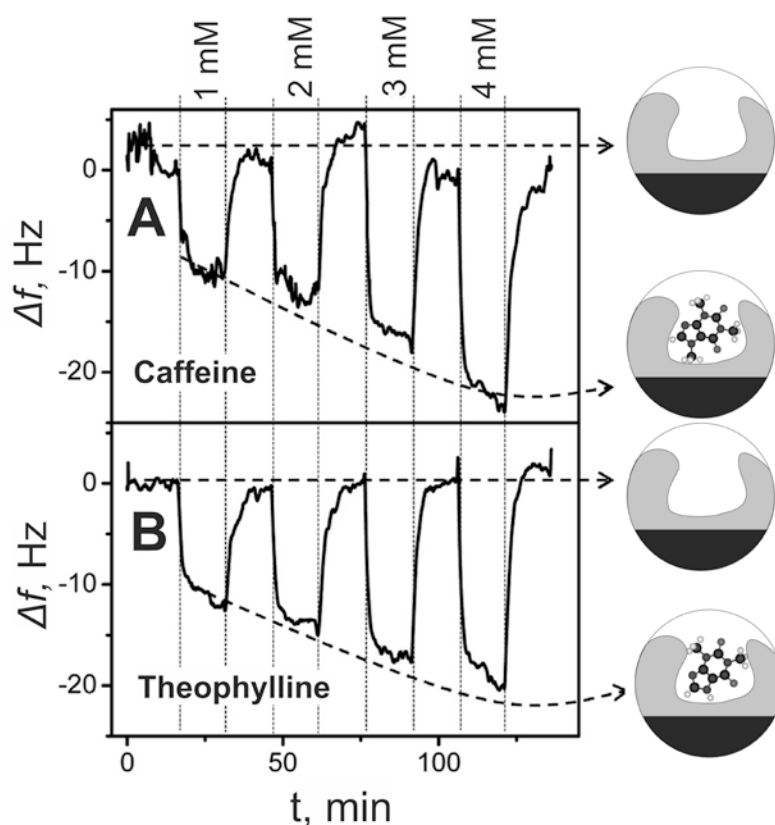 1 mM
2 mM
3 mM
4 mM
0
-10
-20
Δf, Hz
A
Caffeine
0
-10
-20
Δf, Hz
B
Theophylline
0
50
100
t, min